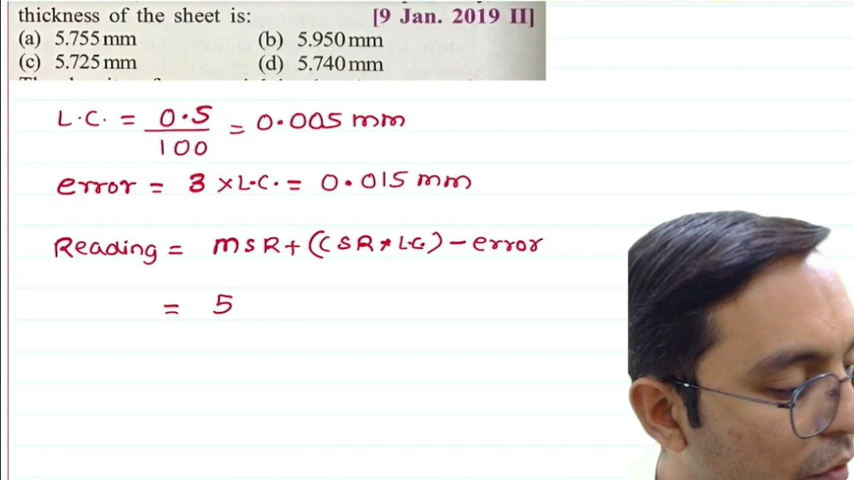 thickness of the sheet is: [9 Jan. 2019 II]
(a) 5.755 mm (b) 5.950 mm
(c) 5.725 mm (d) 5.740 mm
L.C. = 0.5 / 100 = 0.005 mm
error = 3 × L.C. = 0.015 mm
Reading = MSR + (CSR * LC) - error
= 5